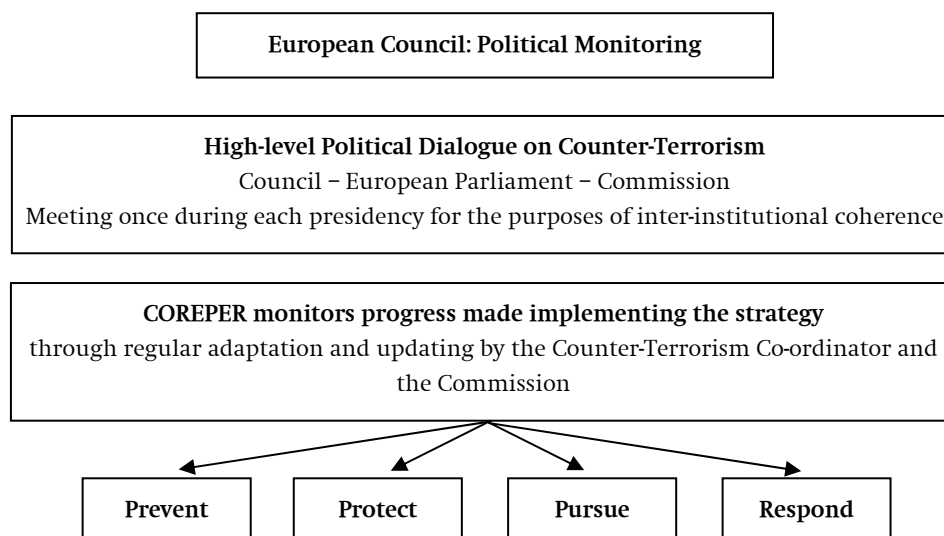 European Council: Political Monitoring
High-level Political Dialogue on Counter-Terrorism
Council – European Parliament – Commission
Meeting once during each presidency for the purposes of inter-institutional coherence
COREPER monitors progress made implementing the strategy
through regular adaptation and updating by the Counter-Terrorism Co-ordinator and
the Commission
Prevent Protect Pursue Respond